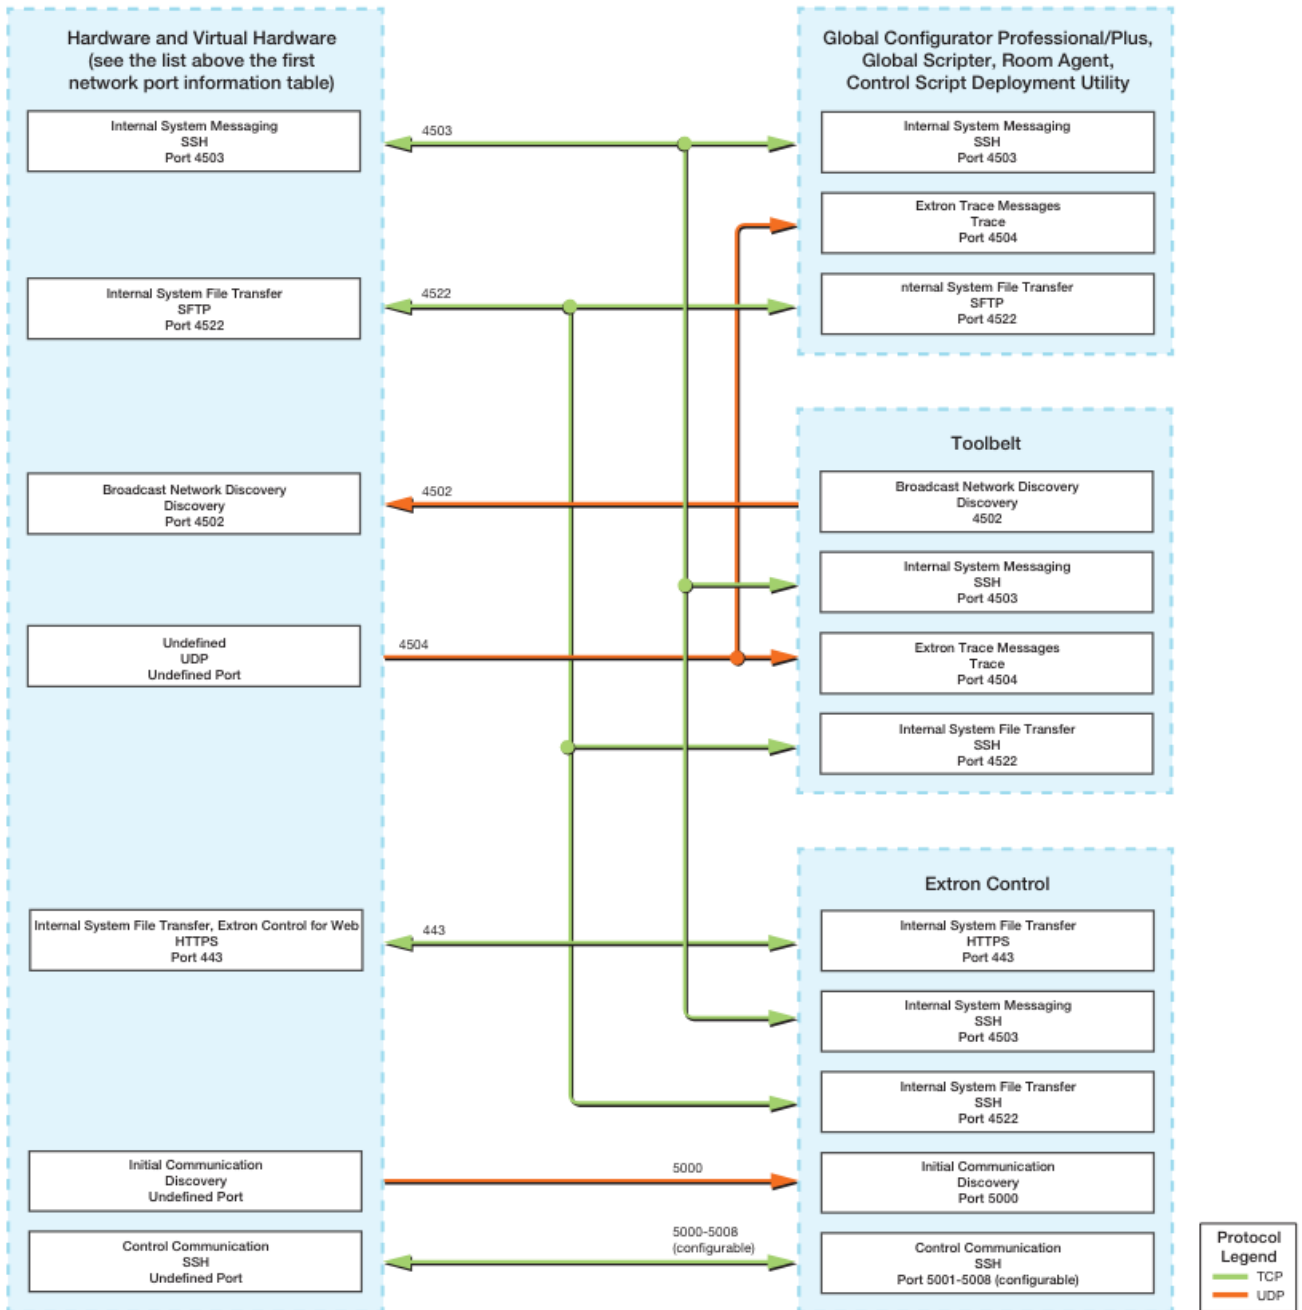 Hardware and Virtual Hardware
(see the list above the first
network port information table)
Internal System Messaging
SSH
Port 4503
Internal System File Transfer
SFTP
Port 4522
Broadcast Network Discovery
Discovery
Port 4502
Undefined
UDP
Undefined Port
Internal System File Transfer, Extron Control for Web
HTTPS
Port 443
Initial Communication
Discovery
Undefined Port
Control Communication
SSH
Undefined Port
4503
4522
4502
4504
443
5000
5000-5008
(configurable)
Global Configurator Professional/Plus,
Global Scripter, Room Agent,
Control Script Deployment Utility
Internal System Messaging
SSH
Port 4503
Extron Trace Messages
Trace
Port 4504
nternal System File Transfer
SFTP
Port 4522
Toolbelt
Broadcast Network Discovery
Discovery
4502
Internal System Messaging
SSH
Port 4503
Extron Trace Messages
Trace
Port 4504
Internal System File Transfer
SSH
Port 4522
Extron Control
Internal System File Transfer
HTTPS
Port 443
Internal System Messaging
SSH
Port 4503
Internal System File Transfer
SSH
Port 4522
Initial Communication
Discovery
Port 5000
Control Communication
SSH
Port 5001-5008 (configurable)
Protocol
Legend
TCP
UDP